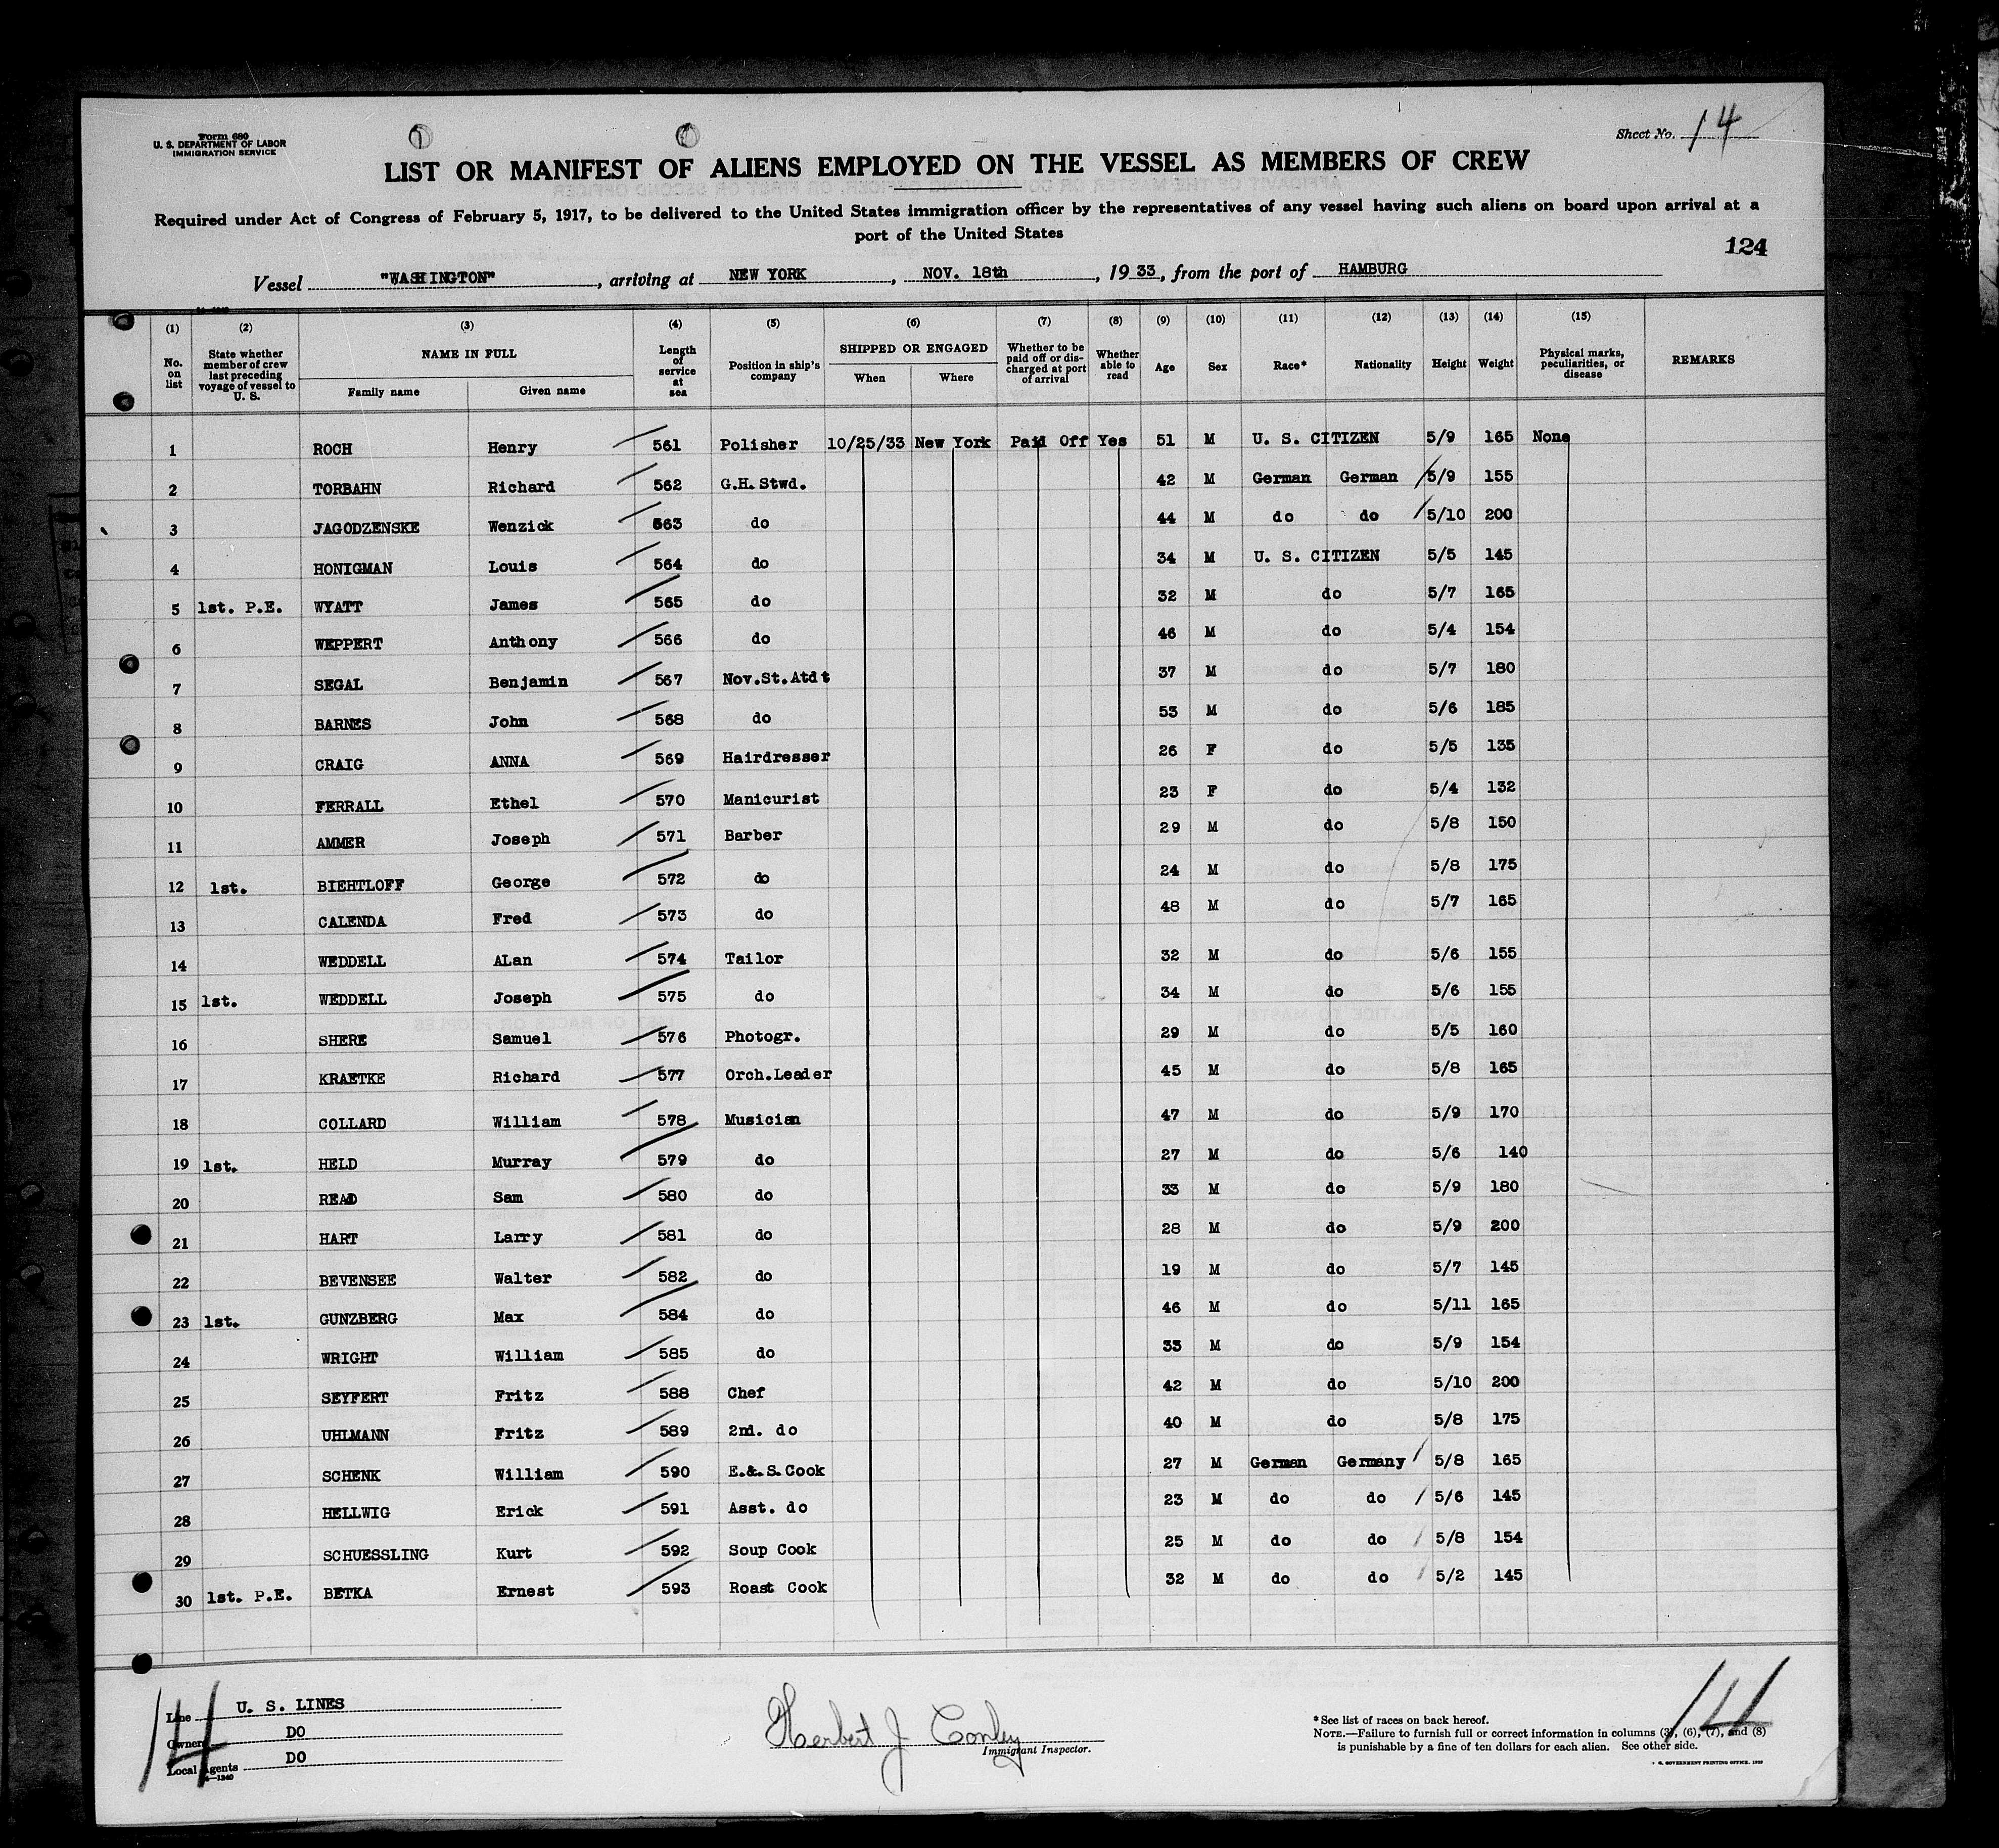 Form 680
U. S. DEPARTMENT OF LABOR
IMMIGRATION SERVICE
Sheet No. 14
LIST OR MANIFEST OF ALIENS EMPLOYED ON THE VESSEL AS MEMBERS OF CREW
Required under Act of Congress of February 5, 1917, to be delivered to the United States immigration officer by the representatives of any vessel having such aliens on board upon arrival at a
port of the United States
124
Vessel "WASHINGTON", arriving at NEW YORK, NOV. 18th, 1933, from the port of HAMBURG
(1) (2) (3) (4) (5) (6) (7) (8) (9) (10) (11) (12) (13) (14) (15)
No. on list | State whether member of crew last preceding voyage of vessel to U. S. | NAME IN FULL | Family name | Given name | Length of service at sea | Position in ship's company | SHIPPED OR ENGAGED | When | Where | Whether to be paid off or discharged at port of arrival | Whether able to read | Age | Sex | Race* | Nationality | Height | Weight | Physical marks, peculiarities, or disease | REMARKS
1 ROCH Henry 561 Polisher 10/25/33 New York Paid Off Yes 51 M U. S. CITIZEN 5/9 165 None
2 TORBAHN Richard 562 G.H.Stwd. 42 M German German 5/9 155
3 JAGODZENSKE Wenzick 563 do 44 M do do 5/10 200
4 HONIGMAN Louis 564 do 34 M U. S. CITIZEN 5/5 145
5 1st. P.E. WYATT James 565 do 32 M do 5/7 165
6 WEPPERT Anthony 566 do 46 M do 5/4 154
7 SEGAL Benjamin 567 Nov.St.Atdt 37 M do 5/7 180
8 BARNES John 568 do 53 M do 5/6 185
9 CRAIG ANNA 569 Hairdresser 26 F do 5/5 135
10 FERRALL Ethel 570 Manicurist 23 F do 5/4 132
11 AMMER Joseph 571 Barber 29 M do 5/8 150
12 1st. BIEHTLOFF George 572 do 24 M do 5/8 175
13 CALENDA Fred 573 do 48 M do 5/7 165
14 WEDDELL ALan 574 Tailor 32 M do 5/6 155
15 1st. WEDDELL Joseph 575 do 34 M do 5/6 155
16 SHERE Samuel 576 Photogr. 29 M do 5/5 160
17 KRAETKE Richard 577 Orch.Leader 45 M do 5/8 165
18 COLLARD William 578 Musician 47 M do 5/9 170
19 1st. HELD Murray 579 do 27 M do 5/6 140
20 READ Sam 580 do 33 M do 5/9 180
21 HART Larry 581 do 28 M do 5/9 200
22 BEVENSEE Walter 582 do 19 M do 5/7 145
23 1st. GUNZBERG Max 584 do 46 M do 5/11 165
24 WRIGHT William 585 do 33 M do 5/9 154
25 SEYFERT Fritz 588 Chef 42 M do 5/10 200
26 UHLMANN Fritz 589 2nd. do 40 M do 5/8 175
27 SCHENK William 590 E.&.S.Cook 27 M German Germany 5/8 165
28 HELLWIG Erick 591 Asst. do 23 M do do 5/6 145
29 SCHUESSLING Kurt 592 Soup Cook 25 M do do 5/8 154
30 1st. P.E. BETKA Ernest 593 Roast Cook 32 M do do 5/2 145
Line U. S. LINES
Owners DO
Local Agents DO
14
Herbert J Conley
Immigrant Inspector.
14
*See list of races on back hereof.
NOTE.—Failure to furnish full or correct information in columns (3), (6), (7), and (8)
is punishable by a fine of ten dollars for each alien. See other side.